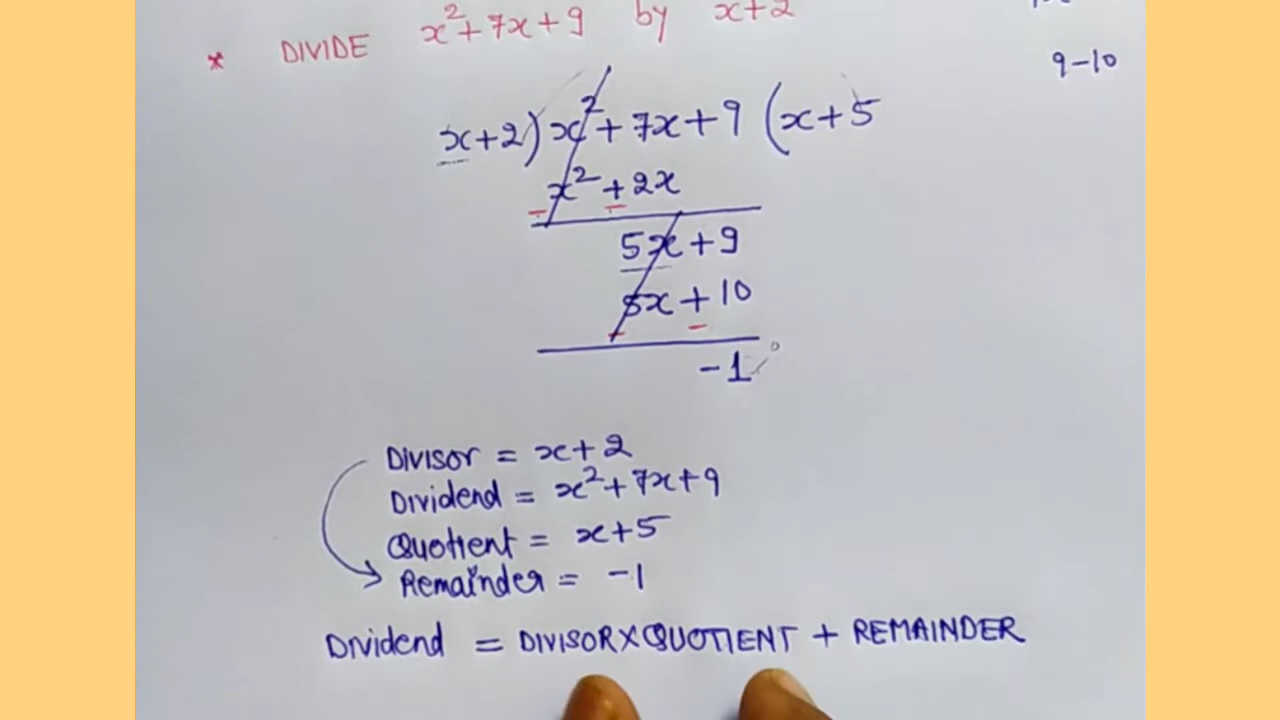 * DIVIDE x²+7x+9 by x+2
9-10
x+2)x²+7x+9(x+5
x²+2x
5x+9
5x+10
-1
Divisor = x+2
Dividend = x²+7x+9
Quotient = x+5
Remainder = -1
Dividend = DIVISOR×QUOTIENT + REMAINDER